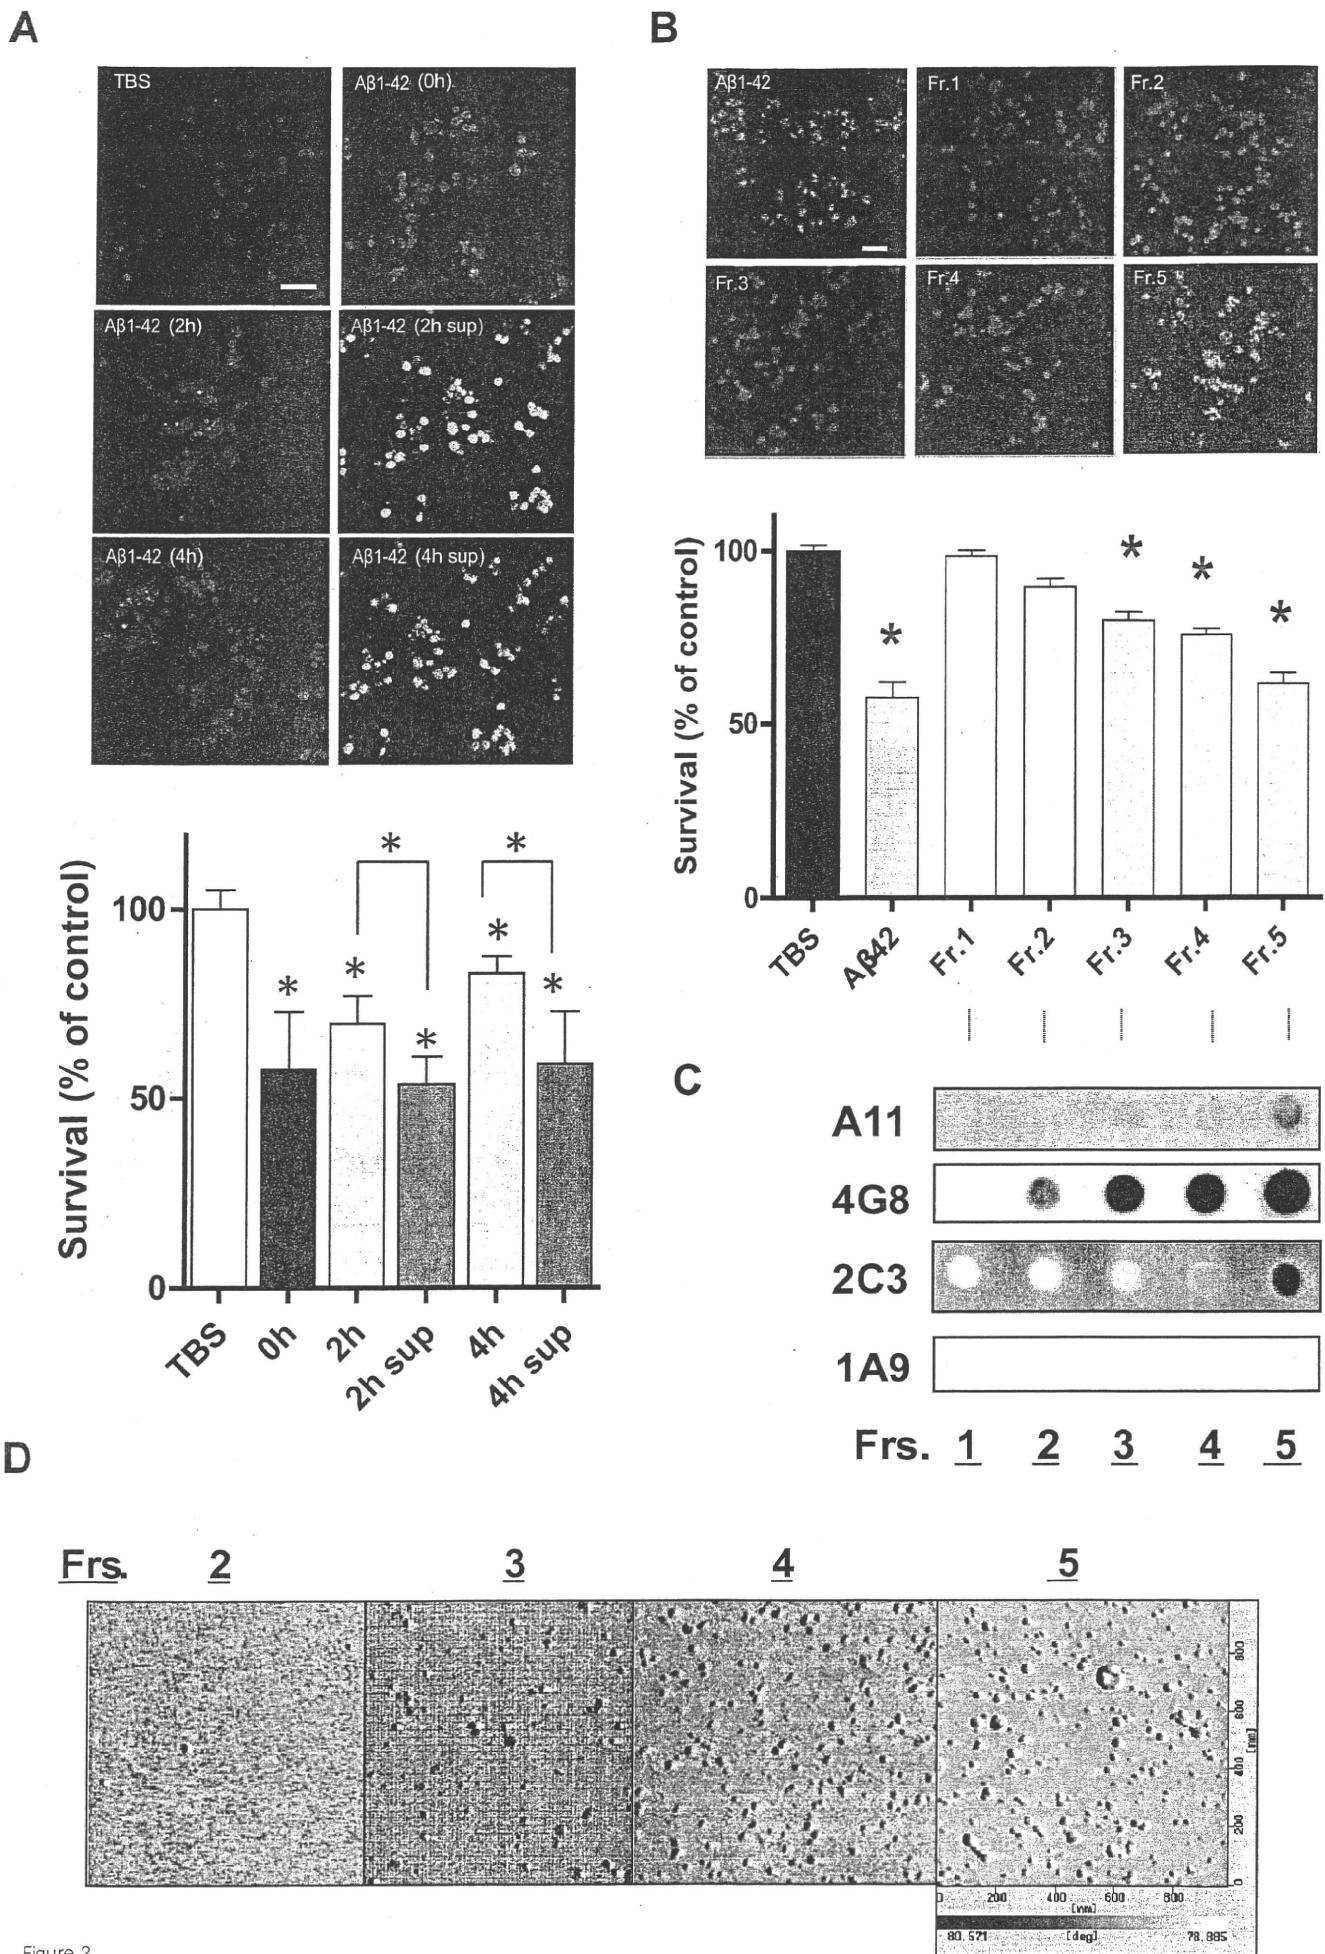 A
B
TBS
Aβ1-42 (0h)
Aβ1-42 (2h)
Aβ1-42 (2h sup)
Aβ1-42 (4h)
Aβ1-42 (4h sup)
Aβ1-42
Fr.1
Fr.2
Fr.3
Fr.4
Fr.5
Survival (% of control)
100
50
0
* * * * * * *
TBS
0h
2h
2h sup
4h
4h sup
Survival (% of control)
100
50
0
* * * *
TBS
Aβ42
Fr.1
Fr.2
Fr.3
Fr.4
Fr.5
C
A11
4G8
2C3
1A9
Frs. 1 2 3 4 5
D
Frs. 2 3 4 5
800
600
400
200
0
[nm]
0 200 400 600 800
[nm]
80.571 [deg] 78.885
Figure 2